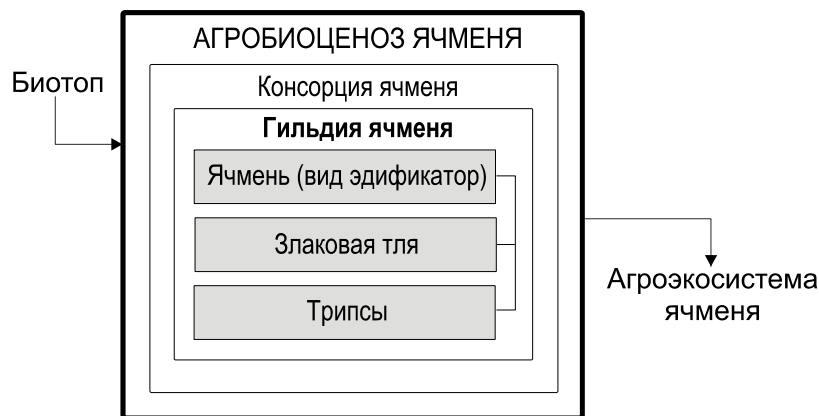 АГРОБИОЦЕНОЗ ЯЧМЕНЯ
Биотоп
Консорция ячменя
Гильдия ячменя
Ячмень (вид эдификатор)
Злаковая тля
Трипсы
Агроэкосистема
ячменя